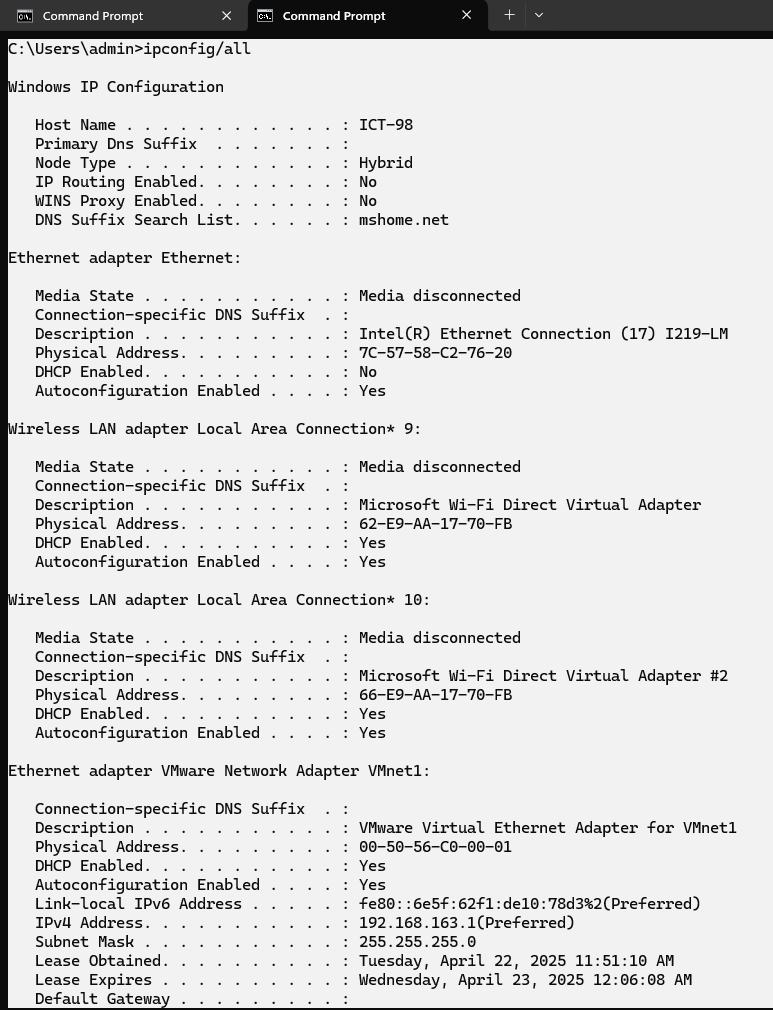 Command Prompt
Command Prompt
C:\Users\admin>ipconfig/all
Windows IP Configuration
Host Name . . . . . . . . . . . . : ICT-98
Primary Dns Suffix  . . . . . . . :
Node Type . . . . . . . . . . . . : Hybrid
IP Routing Enabled. . . . . . . . : No
WINS Proxy Enabled. . . . . . . . : No
DNS Suffix Search List. . . . . . : mshome.net
Ethernet adapter Ethernet:
Media State . . . . . . . . . . . : Media disconnected
Connection-specific DNS Suffix  . :
Description . . . . . . . . . . . : Intel(R) Ethernet Connection (17) I219-LM
Physical Address. . . . . . . . . : 7C-57-58-C2-76-20
DHCP Enabled. . . . . . . . . . . : No
Autoconfiguration Enabled . . . . : Yes
Wireless LAN adapter Local Area Connection* 9:
Media State . . . . . . . . . . . : Media disconnected
Connection-specific DNS Suffix  . :
Description . . . . . . . . . . . : Microsoft Wi-Fi Direct Virtual Adapter
Physical Address. . . . . . . . . : 62-E9-AA-17-70-FB
DHCP Enabled. . . . . . . . . . . : Yes
Autoconfiguration Enabled . . . . : Yes
Wireless LAN adapter Local Area Connection* 10:
Media State . . . . . . . . . . . : Media disconnected
Connection-specific DNS Suffix  . :
Description . . . . . . . . . . . : Microsoft Wi-Fi Direct Virtual Adapter #2
Physical Address. . . . . . . . . : 66-E9-AA-17-70-FB
DHCP Enabled. . . . . . . . . . . : Yes
Autoconfiguration Enabled . . . . : Yes
Ethernet adapter VMware Network Adapter VMnet1:
Connection-specific DNS Suffix  . :
Description . . . . . . . . . . . : VMware Virtual Ethernet Adapter for VMnet1
Physical Address. . . . . . . . . : 00-50-56-C0-00-01
DHCP Enabled. . . . . . . . . . . : Yes
Autoconfiguration Enabled . . . . : Yes
Link-local IPv6 Address . . . . . : fe80::6e5f:62f1:de10:78d3%2(Preferred)
IPv4 Address. . . . . . . . . . . : 192.168.163.1(Preferred)
Subnet Mask . . . . . . . . . . . : 255.255.255.0
Lease Obtained. . . . . . . . . . : Tuesday, April 22, 2025 11:51:10 AM
Lease Expires . . . . . . . . . . : Wednesday, April 23, 2025 12:06:08 AM
Default Gateway . . . . . . . . . :